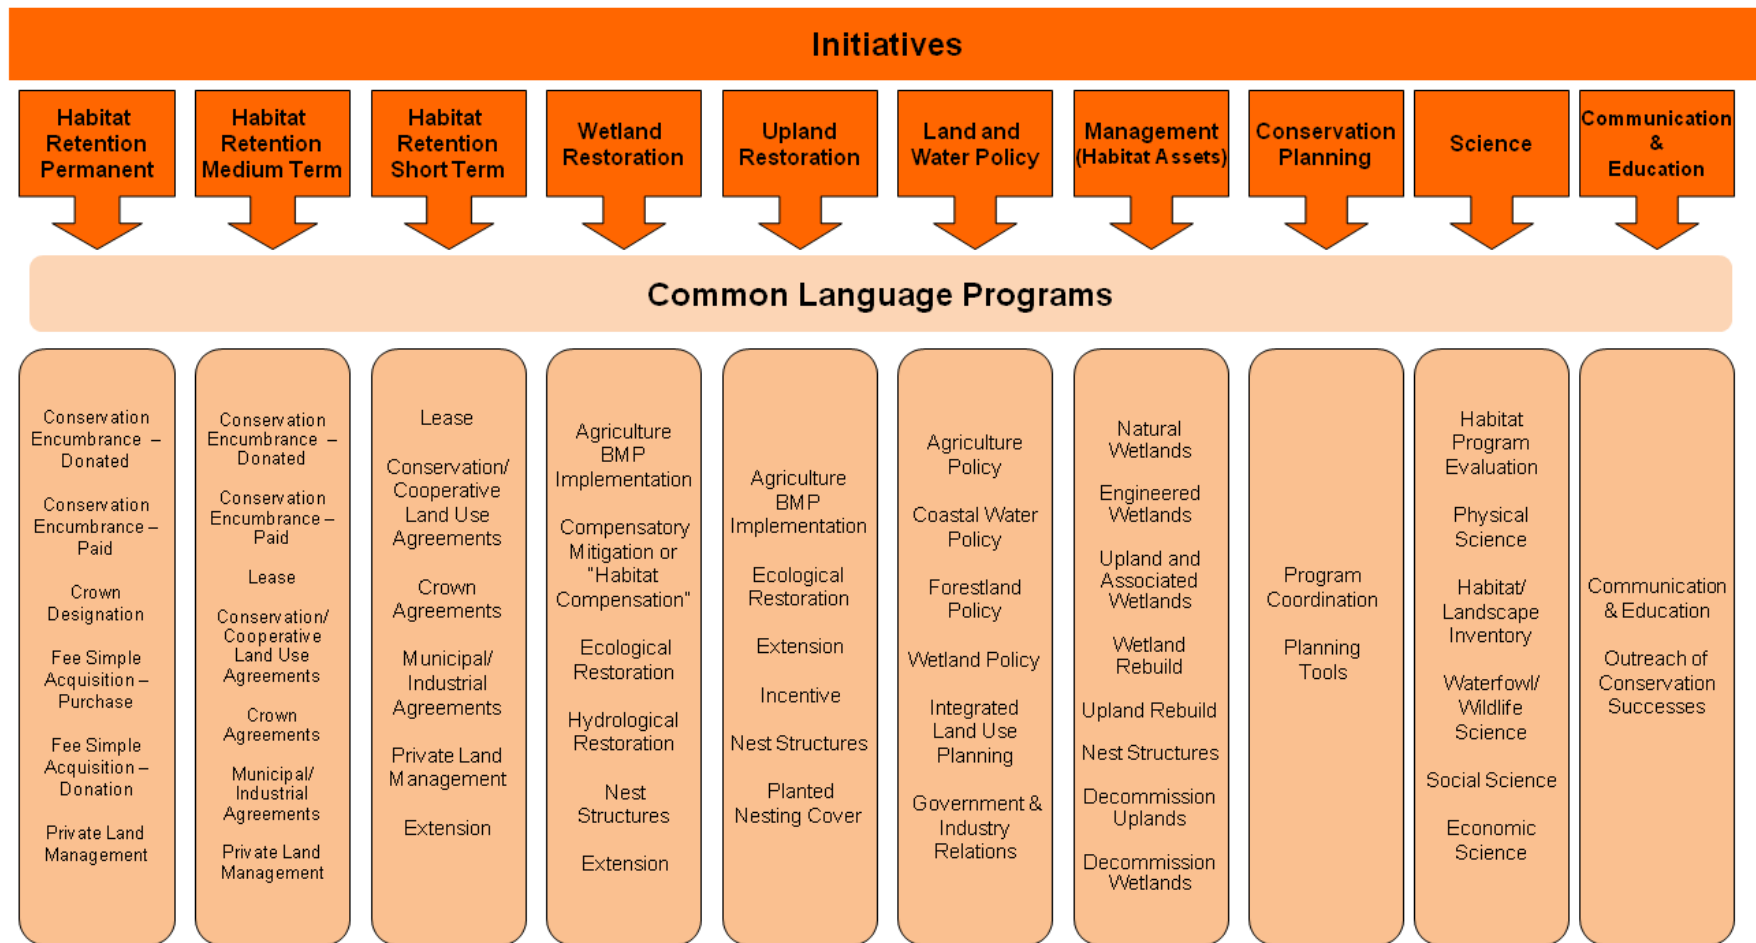 Initiatives
Habitat
Retention
Permanent
Habitat
Retention
Medium Term
Habitat
Retention
Short Term
Wetland
Restoration
Upland
Restoration
Land and
Water Policy
Management
(Habitat Assets)
Conservation
Planning
Science
Communication
&
Education
Common Language Programs
Conservation
Encumbrance –
Donated
Conservation
Encumbrance –
Paid
Crown
Designation
Fee Simple
Acquisition –
Purchase
Fee Simple
Acquisition –
Donation
Private Land
Management
Conservation
Encumbrance –
Donated
Conservation
Encumbrance –
Paid
Lease
Conservation/
Cooperative
Land Use
Agreements
Crown
Agreements
Municipal/
Industrial
Agreements
Private Land
Management
Lease
Conservation/
Cooperative
Land Use
Agreements
Crown
Agreements
Municipal/
Industrial
Agreements
Private Land
Management
Extension
Agriculture
BMP
Implementation
Compensatory
Mitigation or
"Habitat
Compensation"
Ecological
Restoration
Hydrological
Restoration
Nest
Structures
Extension
Agriculture
BMP
Implementation
Ecological
Restoration
Extension
Incentive
Nest Structures
Planted
Nesting Cover
Agriculture
Policy
Coastal Water
Policy
Forestland
Policy
Wetland Policy
Integrated
Land Use
Planning
Government &
Industry
Relations
Natural
Wetlands
Engineered
Wetlands
Upland and
Associated
Wetlands
Wetland
Rebuild
Upland Rebuild
Nest Structures
Decommission
Uplands
Decommission
Wetlands
Program
Coordination
Planning
Tools
Habitat
Program
Evaluation
Physical
Science
Habitat/
Landscape
Inventory
Waterfowl/
Wildlife
Science
Social Science
Economic
Science
Communication
& Education
Outreach of
Conservation
Successes